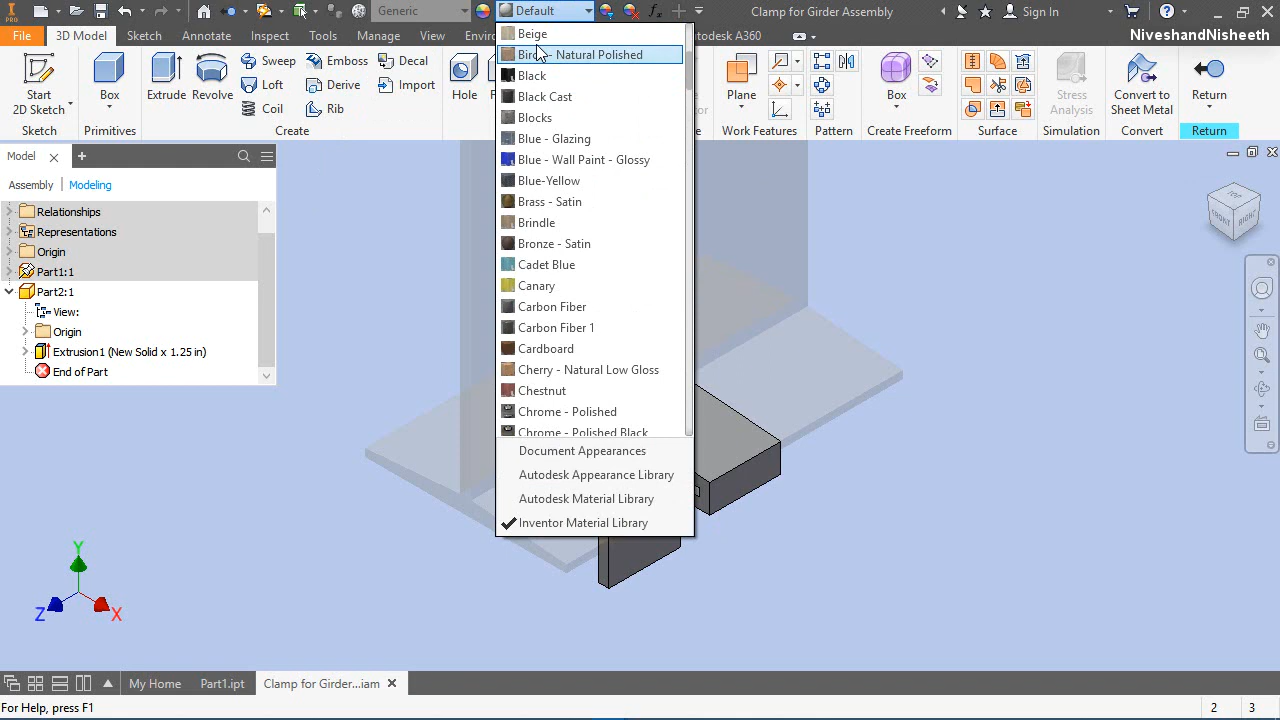 PRO
Generic
Default
Clamp for Girder Assembly
Sign In
NiveshandNisheeth
File
3D Model
Sketch
Annotate
Inspect
Tools
Manage
View
utodesk A360
Start
2D Sketch
Box
Extrude
Revolve
Sweep
Emboss
Decal
Loft
Derive
Import
Coil
Rib
Hole
Plane
Box
Stress
Analysis
Convert to
Sheet Metal
Return
Sketch
Primitives
Create
Work Features
Pattern
Create Freeform
Surface
Simulation
Convert
Return
Beige
Black
Black Cast
Blocks
Blue - Glazing
Blue - Wall Paint - Glossy
Blue-Yellow
Brass - Satin
Brindle
Bronze - Satin
Cadet Blue
Canary
Carbon Fiber
Carbon Fiber 1
Cardboard
Cherry - Natural Low Gloss
Chestnut
Chrome - Polished
Chrome - Polished Black
Document Appearances
Autodesk Appearance Library
Autodesk Material Library
Inventor Material Library
Model
Assembly
Modeling
Relationships
Representations
Origin
Part1:1
Origin
Extrusion1 (New Solid x 1.25 in)
End of Part
TOP
FRONT
RIGHT
Y
Z
X
My Home
Part1.ipt
Clamp for Girder...iam
For Help, press F1
2
3